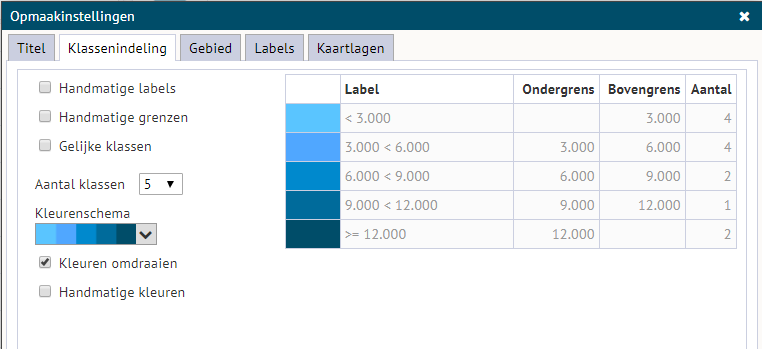 Opmaakinstellingen
Titel Klassenindeling Gebied Labels Kaartlagen
Handmatige labels
Handmatige grenzen
Gelijke klassen
Aantal klassen 5
Kleurenschema
Kleuren omdraaien
Handmatige kleuren
Label Ondergrens Bovengrens Aantal
< 3.000 3.000 4
3.000 < 6.000 3.000 6.000 4
6.000 < 9.000 6.000 9.000 2
9.000 < 12.000 9.000 12.000 1
>= 12.000 12.000 2